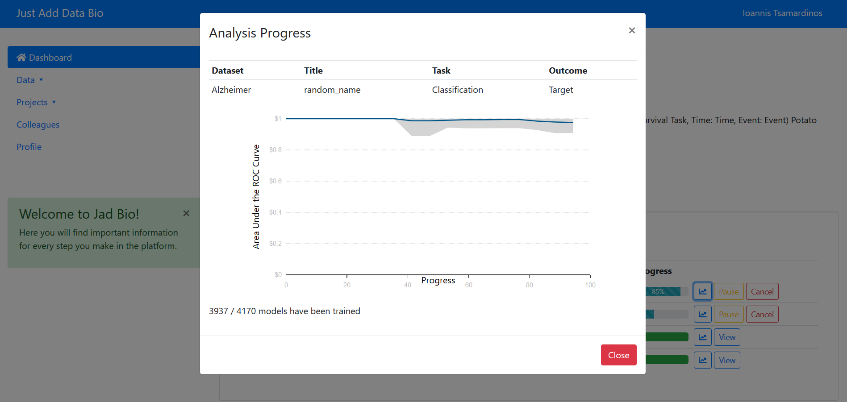 Just Add Data Bio
Ioannis Tsamardinos
Dashboard
Data
Projects
Colleagues
Profile
Welcome to Jad Bio!
×
Here you will find important information
for every step you make in the platform.
Analysis Progress
×
Dataset Title Task Outcome
Alzheimer random_name Classification Target
Area Under the ROC Curve
$1
$0.8
$0.6
$0.4
$0.2
$0
0 20 40 60 80 100
Progress
3937 / 4170 models have been trained
Close
Task, Time: Time, Event: Event) Potato
85% Pause Cancel
Pause Cancel
View
View